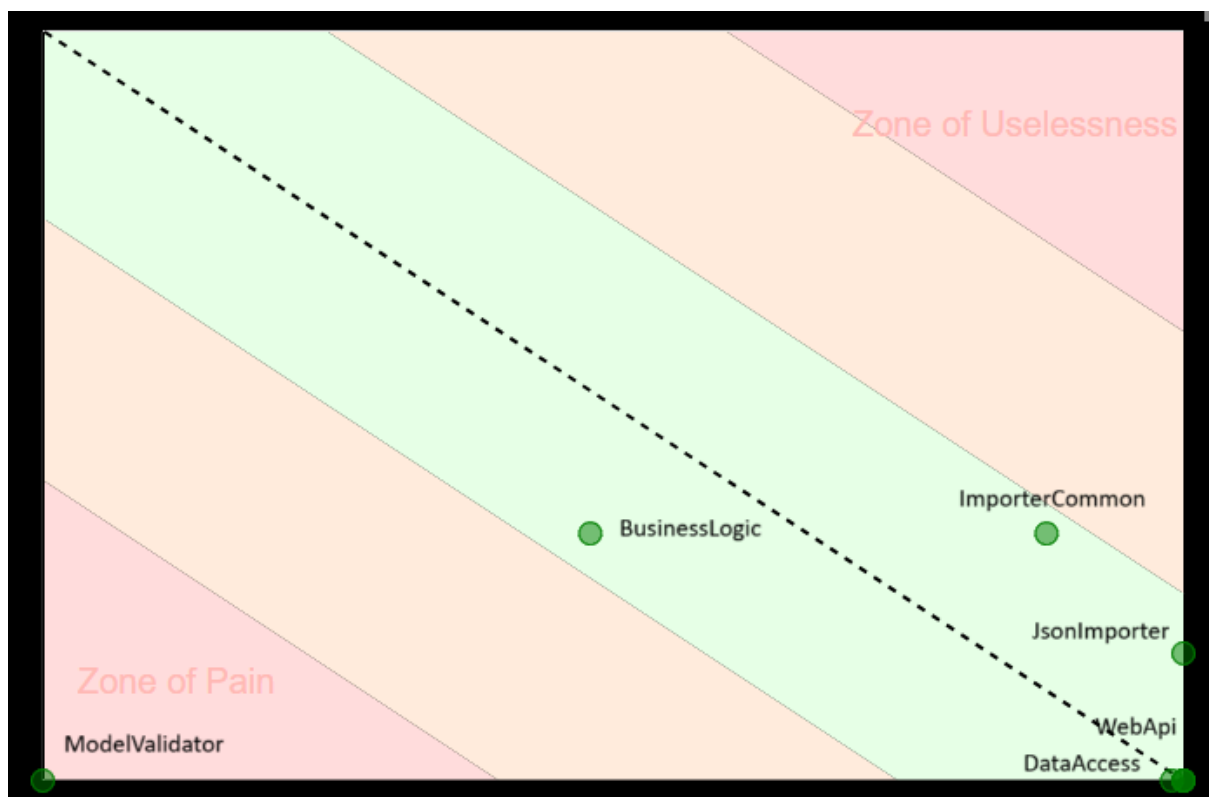 Zone of Uselessness
ImporterCommon
BusinessLogic
JsonImporter
Zone of Pain
WebApi
ModelValidator
DataAccess